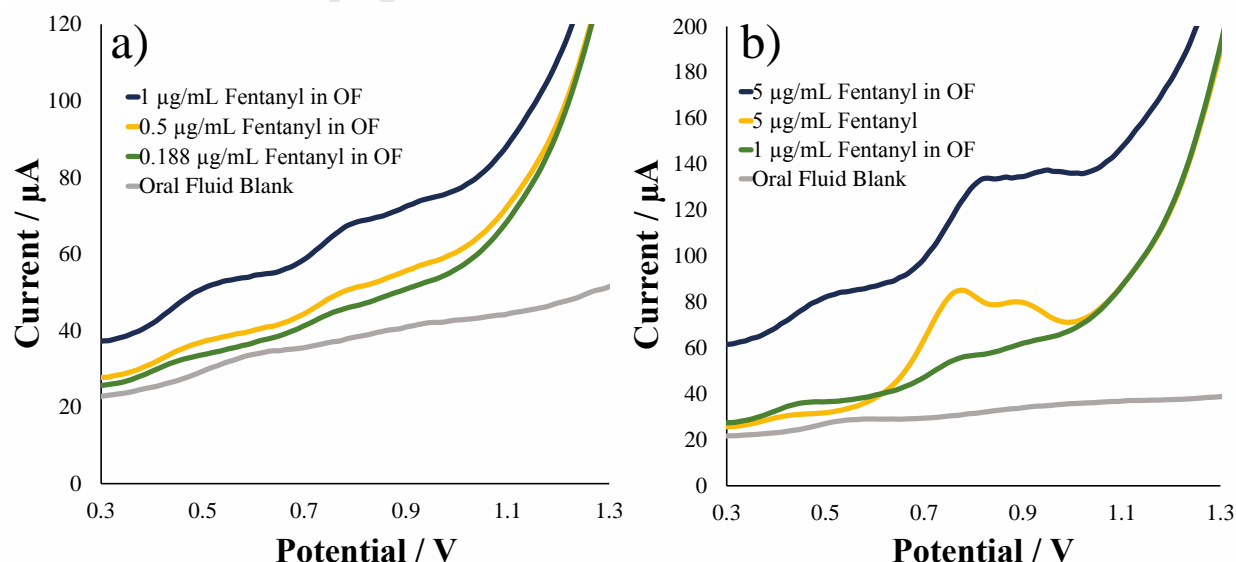 a)
1 µg/mL Fentanyl in OF
0.5 µg/mL Fentanyl in OF
0.188 µg/mL Fentanyl in OF
Oral Fluid Blank
120
100
80
60
40
20
0
Current / µA
0.3 0.5 0.7 0.9 1.1 1.3
Potential / V
b)
5 µg/mL Fentanyl in OF
5 µg/mL Fentanyl
1 µg/mL Fentanyl in OF
Oral Fluid Blank
200
180
160
140
120
100
80
60
40
20
0
Current / µA
0.3 0.5 0.7 0.9 1.1 1.3
Potential / V